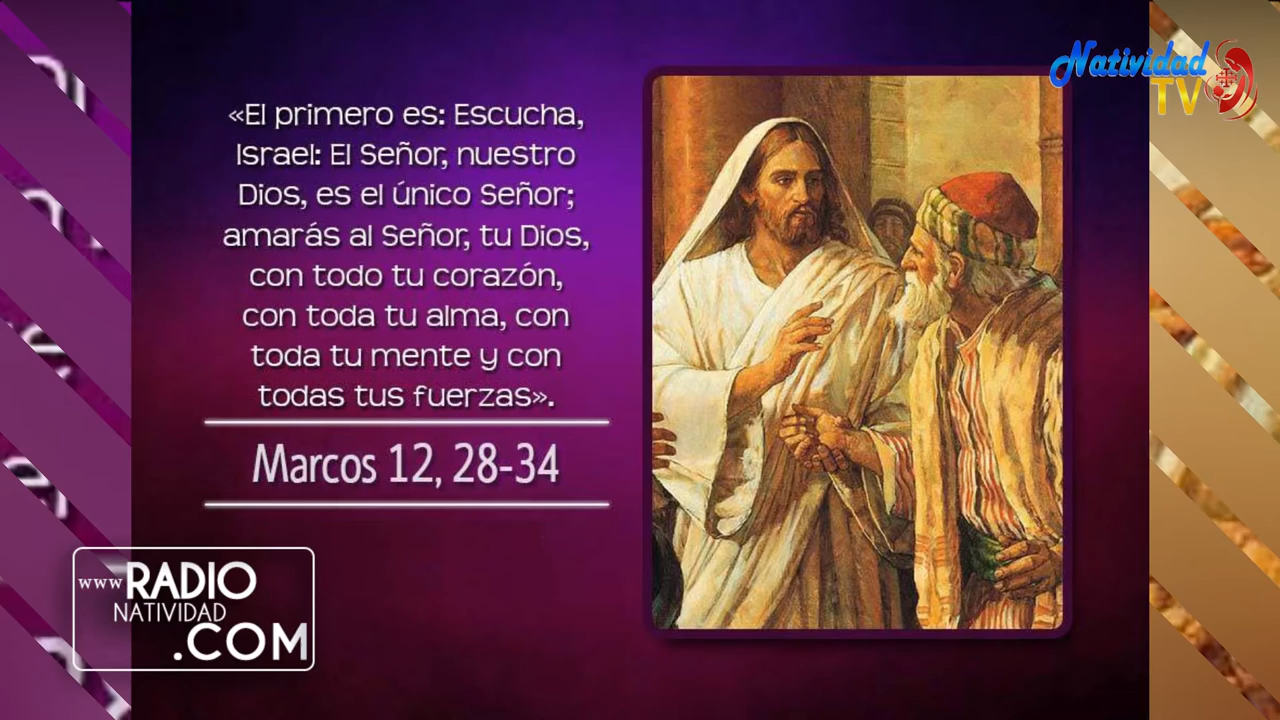 «El primero es: Escucha,
Israel: El Señor, nuestro
Dios, es el único Señor;
amarás al Señor, tu Dios,
con todo tu corazón,
con toda tu alma, con
toda tu mente y con
todas tus fuerzas».
Marcos 12, 28-34
Natividad
TV
www RADIO
NATIVIDAD
.COM